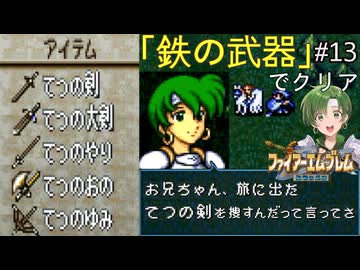 アイテム
てつの剣
てつの大剣
てつのやり
てつのおの
てつのゆみ
「鉄の武器」#13
でクリア
ファイアーエムブレム
お兄ちゃん、旅に出た
てつの剣を捜すんだって言ってさ